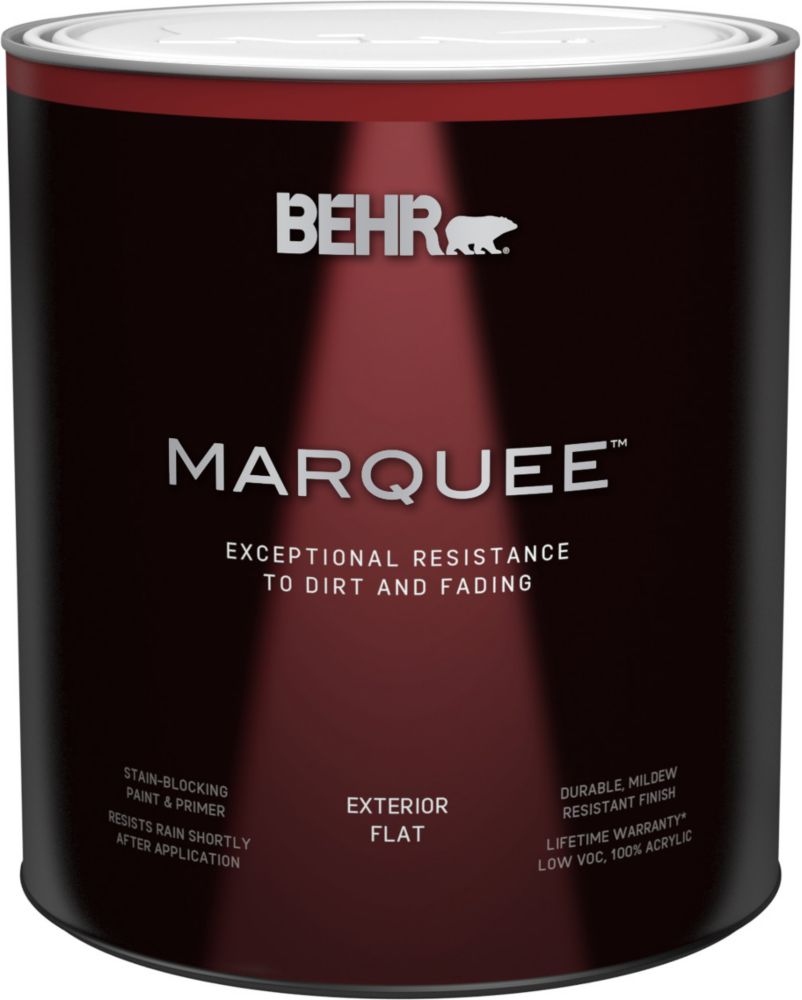 BEHR
MARQUEE™
EXCEPTIONAL RESISTANCE
TO DIRT AND FADING
STAIN-BLOCKING
PAINT & PRIMER
RESISTS RAIN SHORTLY
AFTER APPLICATION
EXTERIOR
FLAT
DURABLE, MILDEW
RESISTANT FINISH
LIFETIME WARRANTY*
LOW VOC, 100% ACRYLIC